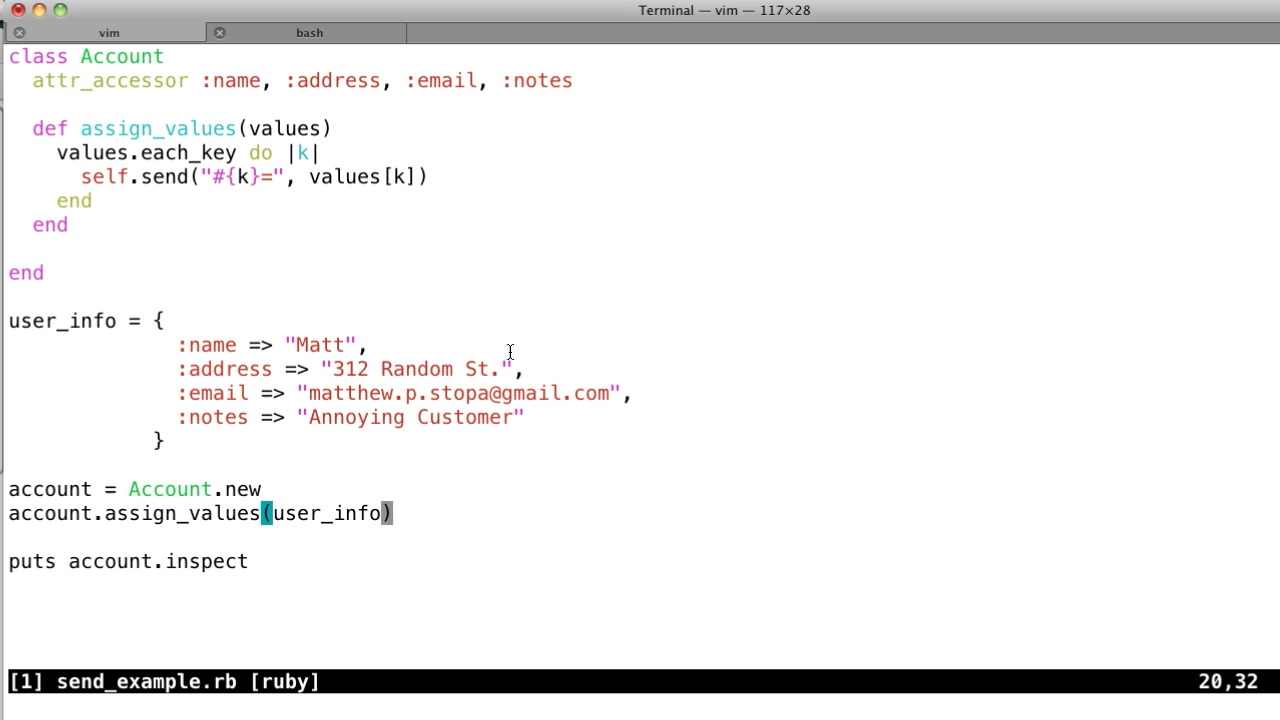 Terminal — vim — 117×28
vim
bash
class Account
  attr_accessor :name, :address, :email, :notes
  def assign_values(values)
    values.each_key do |k|
      self.send("#{k}=", values[k])
    end
  end
end
user_info = {
              :name => "Matt",
              :address => "312 Random St.",
              :email => "matthew.p.stopa@gmail.com",
              :notes => "Annoying Customer"
            }
account = Account.new
account.assign_values(user_info)
puts account.inspect
[1] send_example.rb [ruby] 20,32